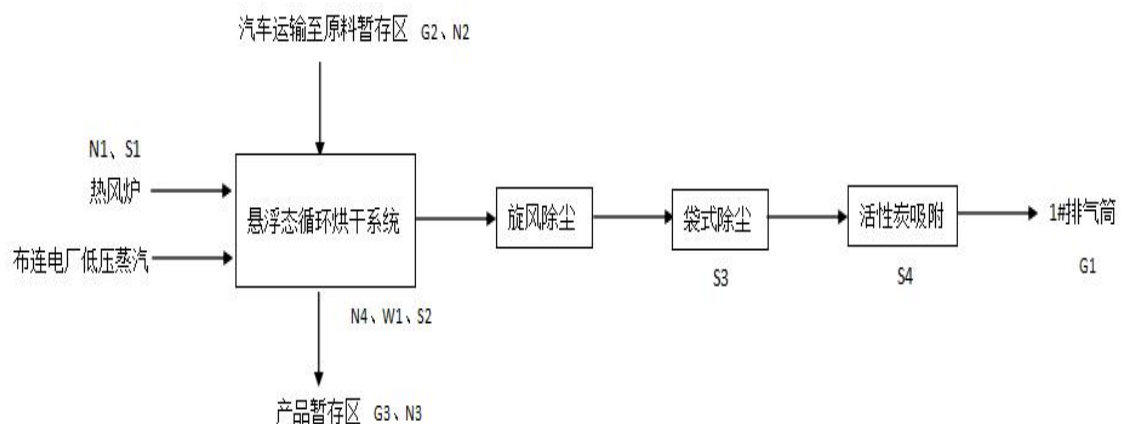 汽车运输至原料暂存区 G2、N2
N1、S1
热风炉
布连电厂低压蒸汽
悬浮态循环烘干系统
旋风除尘
袋式除尘
活性炭吸附
1#排气筒
S3
S4
G1
N4、W1、S2
产品暂存区 G3、N3